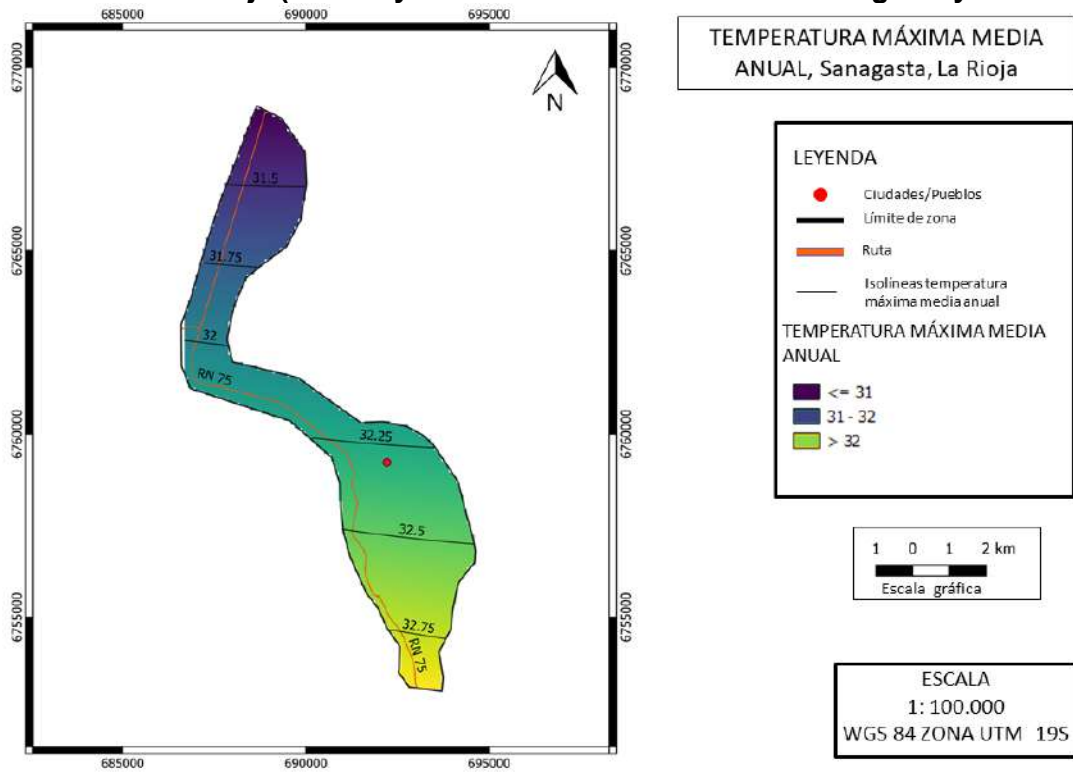 685000
690000
695000
6770000
6765000
6760000
6755000
N
31.5
31.75
32
RN 75
32.25
32.5
32.75
RN 75
6770000
6765000
6760000
6755000
685000
690000
695000
TEMPERATURA MÁXIMA MEDIA
ANUAL, Sanagasta, La Rioja
LEYENDA
Ciudades/Pueblos
Límite de zona
Ruta
Isolíneas temperatura
máxima media anual
TEMPERATURA MÁXIMA MEDIA
ANUAL
<= 31
31 - 32
> 32
1 0 1 2 km
Escala gráfica
ESCALA
1: 100.000
WGS 84 ZONA UTM 19S